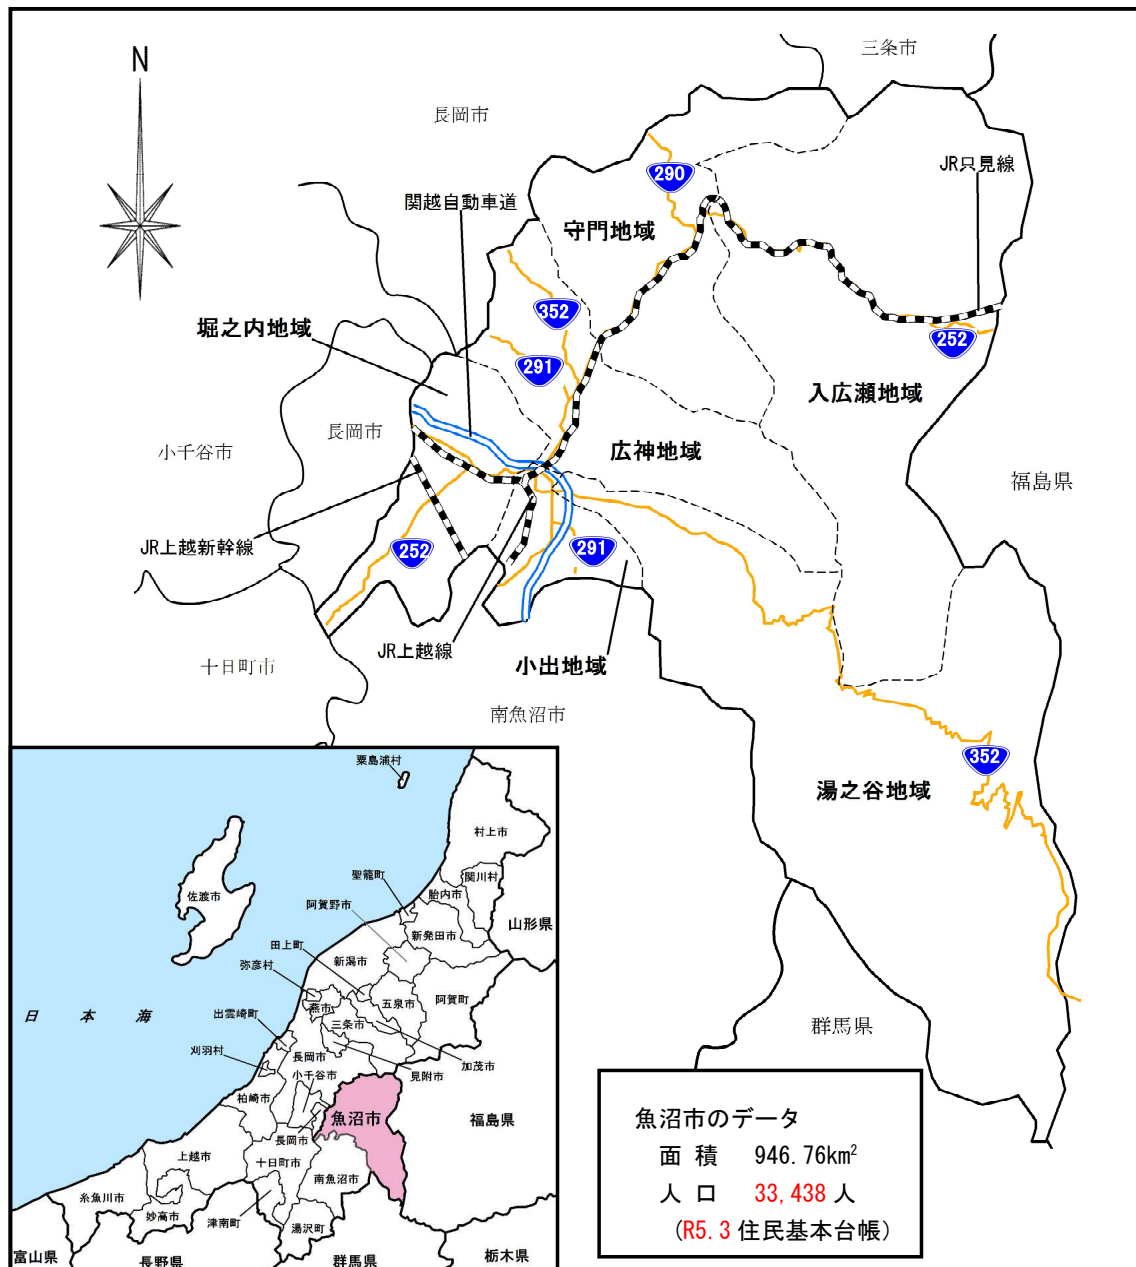 三条市
N
長岡市
JR只見線
290
関越自動車道
守門地域
352
堀之内地域
252
291
入広瀬地域
長岡市
小千谷市
広神地域
福島県
JR上越新幹線
252
291
JR上越線
小出地域
十日町市
南魚沼市
352
湯之谷地域
群馬県
粟島浦村
村上市
関川村
聖籠町
胎内市
佐渡市
阿賀野市
山形県
新発田市
田上町
新潟市
弥彦村
阿賀町
五泉市
燕市
出雲崎町
三条市
日本海
刈羽村
長岡市
加茂市
小千谷市
見附市
柏崎市
魚沼市
福島県
長岡市
上越市
十日町市
南魚沼市
糸魚川市
妙高市
津南町
湯沢町
富山県
長野県
群馬県
栃木県
魚沼市のデータ
面積 946.76km²
人口 33,438人
(R5.3住民基本台帳)